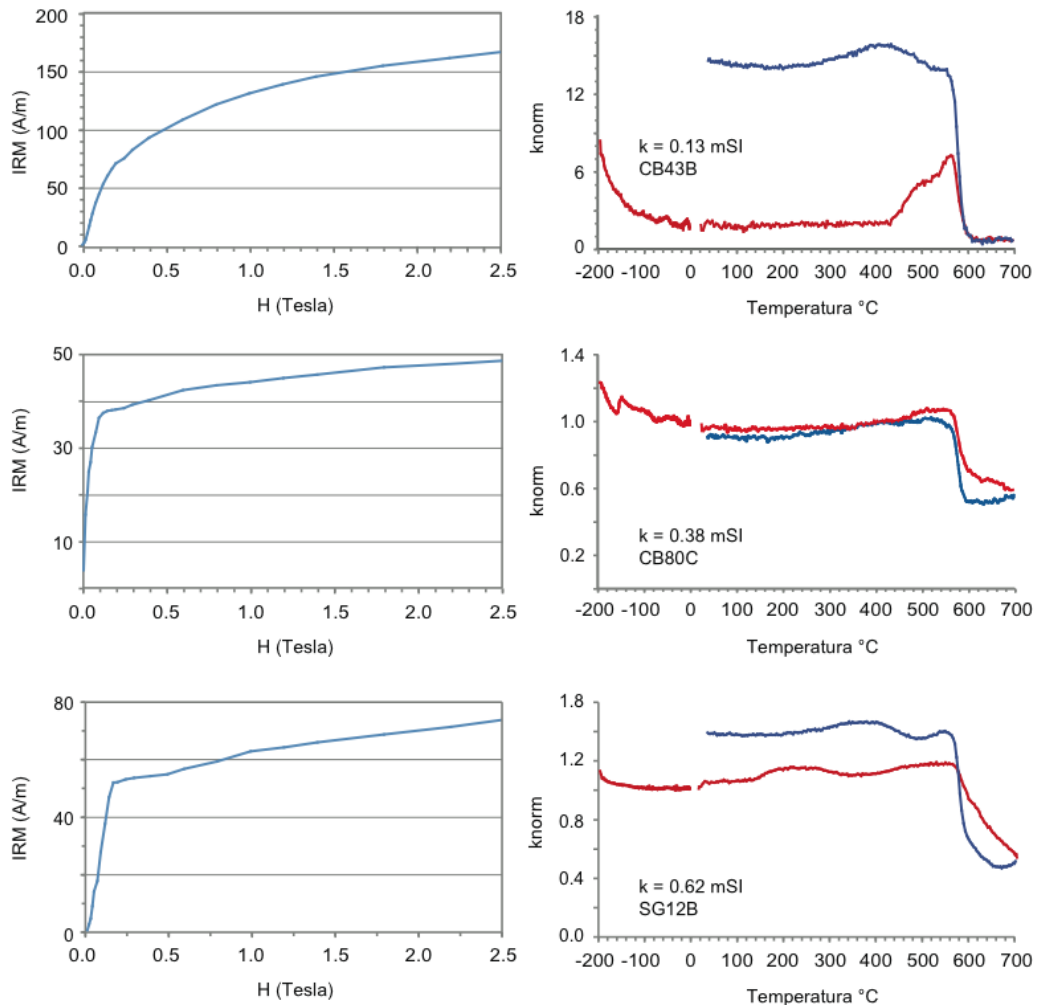 200
150
100
50
0
IRM (A/m)
0.0 0.5 1.0 1.5 2.0 2.5
H (Tesla)
18
12
6
0
knorm
k = 0.13 mSI
CB43B
-200 -100 0 100 200 300 400 500 600 700
Temperatura °C
50
30
10
IRM (A/m)
0.0 0.5 1.0 1.5 2.0 2.5
H (Tesla)
1.4
1.0
0.6
0.2
knorm
k = 0.38 mSI
CB80C
-200 -100 0 100 200 300 400 500 600 700
Temperatura °C
80
40
0
IRM (A/m)
0.0 0.5 1.0 1.5 2.0 2.5
H (Tesla)
1.8
1.2
0.8
0.4
0.0
knorm
k = 0.62 mSI
SG12B
-200 -100 0 100 200 300 400 500 600 700
Temperatura °C